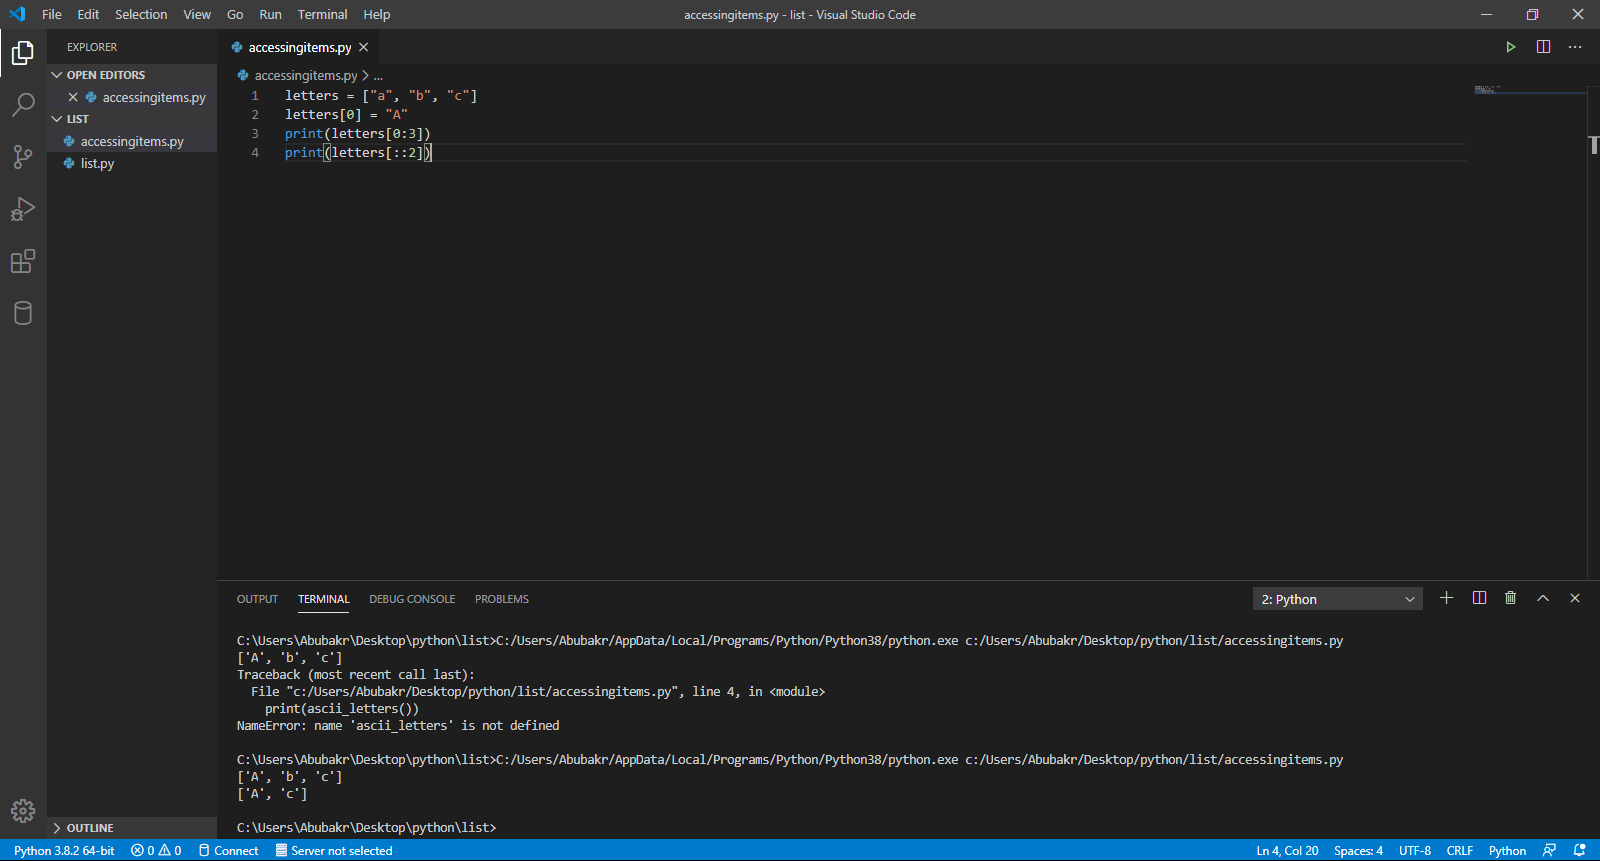 File Edit Selection View Go Run Terminal Help
accessingitems.py - list - Visual Studio Code
EXPLORER
OPEN EDITORS
accessingitems.py
LIST
accessingitems.py
list.py
OUTLINE
accessingitems.py
accessingitems.py > ...
1 letters = ["a", "b", "c"]
2 letters[0] = "A"
3 print(letters[0:3])
4 print(letters[::2])
OUTPUT TERMINAL DEBUG CONSOLE PROBLEMS
2: Python
C:\Users\Abubakr\Desktop\python\list>C:/Users/Abubakr/AppData/Local/Programs/Python/Python38/python.exe c:/Users/Abubakr/Desktop/python/list/accessingitems.py
['A', 'b', 'c']
Traceback (most recent call last):
  File "c:/Users/Abubakr/Desktop/python/list/accessingitems.py", line 4, in <module>
    print(ascii_letters())
NameError: name 'ascii_letters' is not defined
C:\Users\Abubakr\Desktop\python\list>C:/Users/Abubakr/AppData/Local/Programs/Python/Python38/python.exe c:/Users/Abubakr/Desktop/python/list/accessingitems.py
['A', 'b', 'c']
['A', 'c']
C:\Users\Abubakr\Desktop\python\list>
Python 3.8.2 64-bit 0 0 Connect Server not selected
Ln 4, Col 20 Spaces: 4 UTF-8 CRLF Python